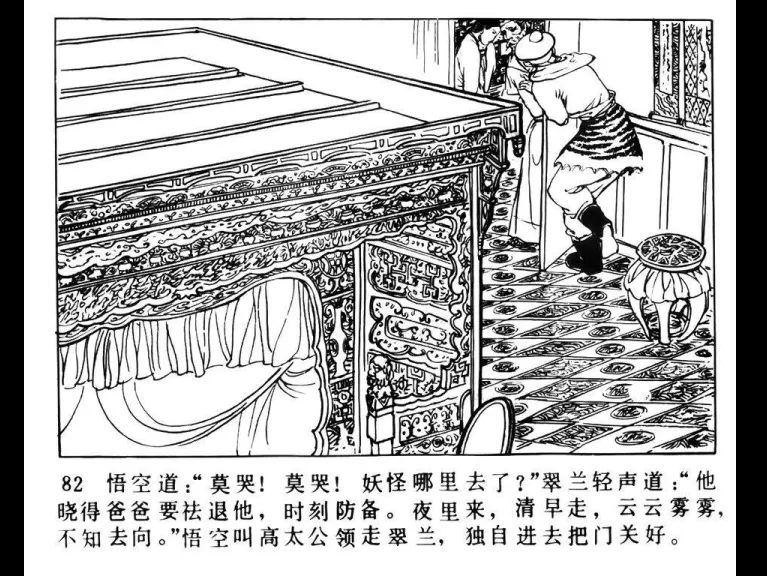 82 悟空道:“莫哭! 莫哭! 妖怪哪里去了?”翠兰轻声道:“他
晓得爸爸要祛退他, 时刻防备。夜里来, 清早走, 云云雾雾,
不知去向。”悟空叫高太公领走翠兰, 独自进去把门关好。